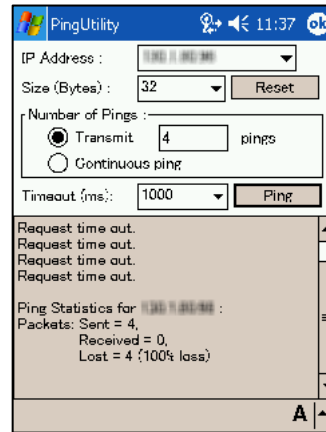 PingUtility 11:37 ok
IP Address :
Size (Bytes) : 32 Reset
Number of Pings :
Transmit 4 pings
Continuous ping
Timeout (ms): 1000 Ping
Request time out.
Request time out.
Request time out.
Request time out.
Ping Statistics for :
Packets: Sent = 4,
Received = 0,
Lost = 4 (100% loss)
A